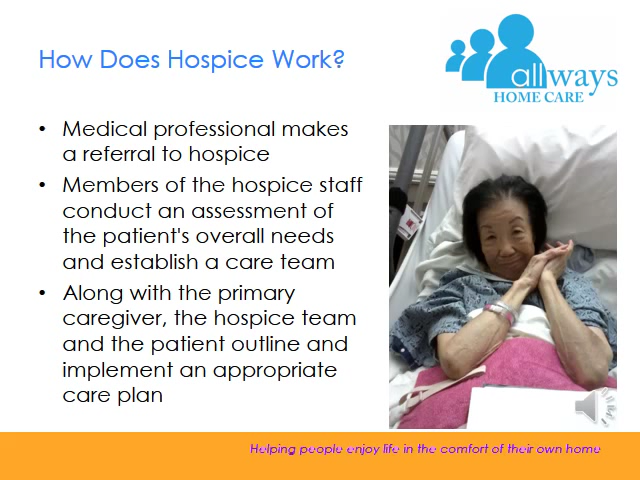 How Does Hospice Work?
allways
HOME CARE
• Medical professional makes
a referral to hospice
• Members of the hospice staff
conduct an assessment of
the patient's overall needs
and establish a care team
• Along with the primary
caregiver, the hospice team
and the patient outline and
implement an appropriate
care plan
Helping people enjoy life in the comfort of their own home